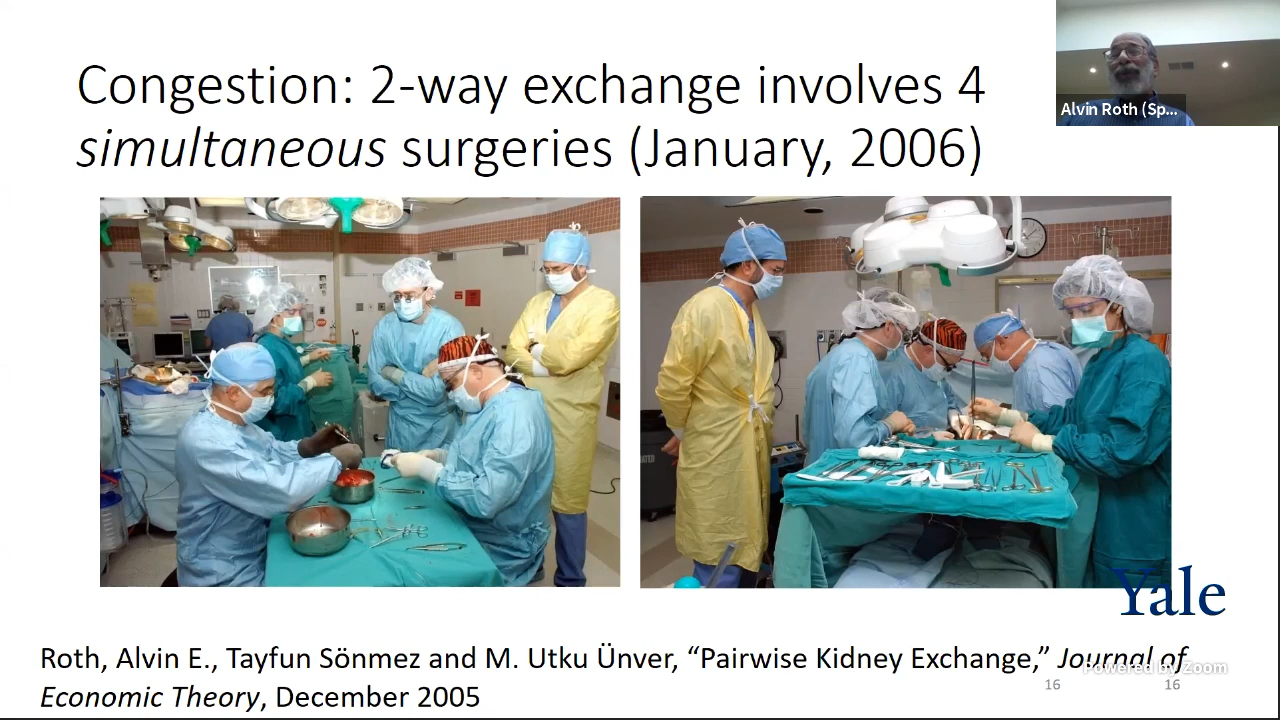 Congestion: 2-way exchange involves 4
simultaneous surgeries (January, 2006)
Alvin Roth (Sp...
Yale
Roth, Alvin E., Tayfun Sönmez and M. Utku Ünver, “Pairwise Kidney Exchange,” Journal of
Economic Theory, December 2005
Powered by Zoom
16
16